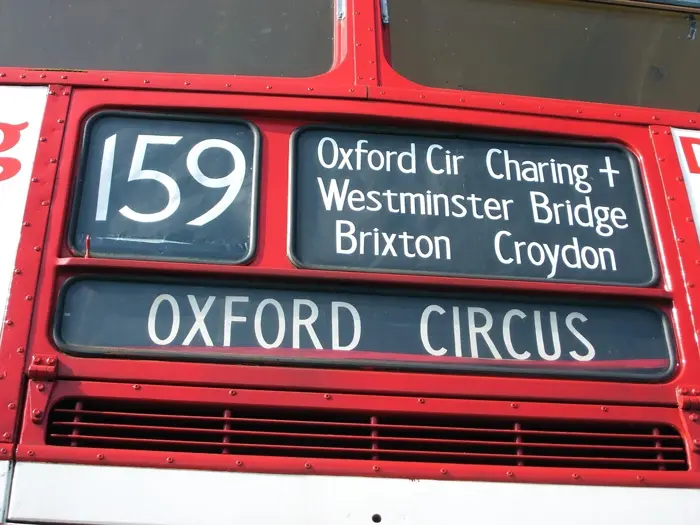 159
Oxford Cir Charing +
Westminster Bridge
Brixton Croydon
OXFORD CIRCUS